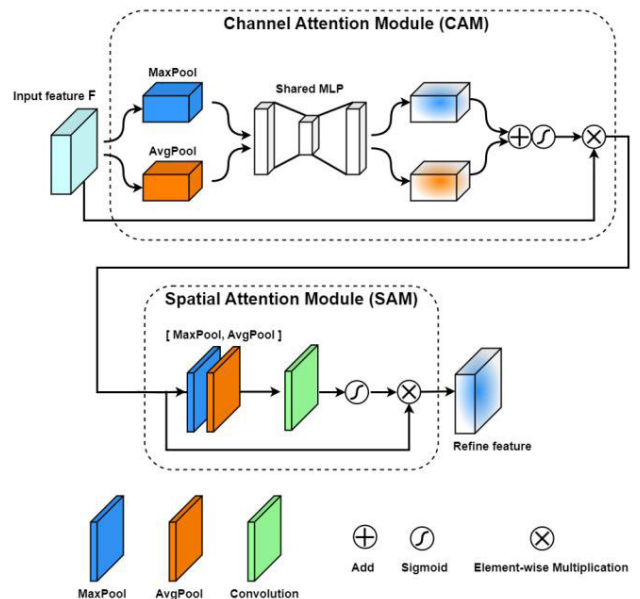 Channel Attention Module (CAM)
Input feature F
MaxPool
Shared MLP
AvgPool
Spatial Attention Module (SAM)
[ MaxPool, AvgPool ]
Refine feature
MaxPool
AvgPool
Convolution
Add
Sigmoid
Element-wise Multiplication